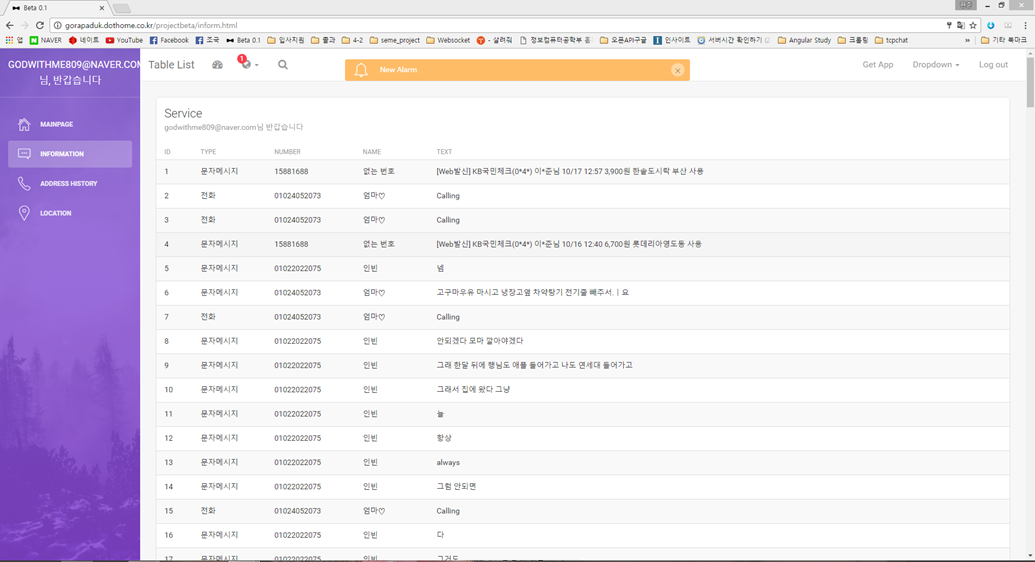 Beta 0.1
gorapaduk.dothome.co.kr/projectbeta/inform.html
앱 NAVER 네이트 YouTube Facebook 조국 Beta 0.1 입사지원 졸과 4-2 seme_project Websocket - 살려줘 정보컴퓨터공학부 졸 오픈API구글 인사이트 서버시간 확인하기 Angular Study 크롤링 tcpchat » 기타 북마크
GODWITHME809@NAVER.COM
님, 반갑습니다
Table List 1 New Alarm Get App Dropdown Log out
MAINPAGE
INFORMATION
ADDRESS HISTORY
LOCATION
Service
godwithme809@naver.com님 반갑습니다
ID TYPE NUMBER NAME TEXT
1 문자메시지 15881688 없는 번호 [Web발신] KB국민체크(0*4*) 이*준님 10/17 12:57 3,900원 한솥도시락 부산 사용
2 전화 01024052073 엄마♡ Calling
3 전화 01024052073 엄마♡ Calling
4 문자메시지 15881688 없는 번호 [Web발신] KB국민체크(0*4*) 이*준님 10/16 12:40 6,700원 롯데리아영도동 사용
5 문자메시지 01022022075 인빈 넴
6 문자메시지 01024052073 엄마♡ 고구마우유 마시고 냉장고옆 차약탕기 전기줄 빼주서.ㅣ요
7 전화 01024052073 엄마♡ Calling
8 문자메시지 01022022075 인빈 안되겠다 모마 깔아야겠다
9 문자메시지 01022022075 인빈 그래 한달 뒤에 행님도 애플 들어가고 나도 연세대 들어가고
10 문자메시지 01022022075 인빈 그래서 집에 왔다 그냥
11 문자메시지 01022022075 인빈 늘
12 문자메시지 01022022075 인빈 항상
13 문자메시지 01022022075 인빈 always
14 문자메시지 01022022075 인빈 그럼 안되면
15 전화 01024052073 엄마♡ Calling
16 문자메시지 01022022075 인빈 다
17 문자메시지 01022022075 인빈 그거도